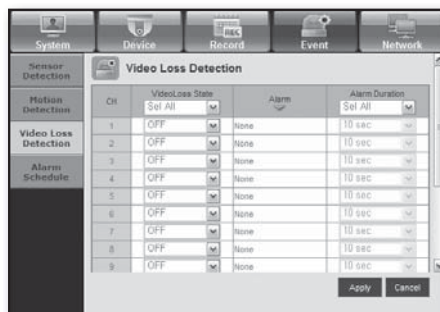 System Device Record Event Network
REC
Sensor Detection
Motion Detection
Video Loss Detection
Alarm Schedule
Video Loss Detection
CH VideoLoss State Alarm Alarm Duration
Sel All Sel All
1 OFF None 10 sec
2 OFF None 10 sec
3 OFF None 10 sec
4 OFF None 10 sec
5 OFF None 10 sec
6 OFF None 10 sec
7 OFF None 10 sec
8 OFF None 10 sec
9 OFF None 10 sec
Apply Cancel